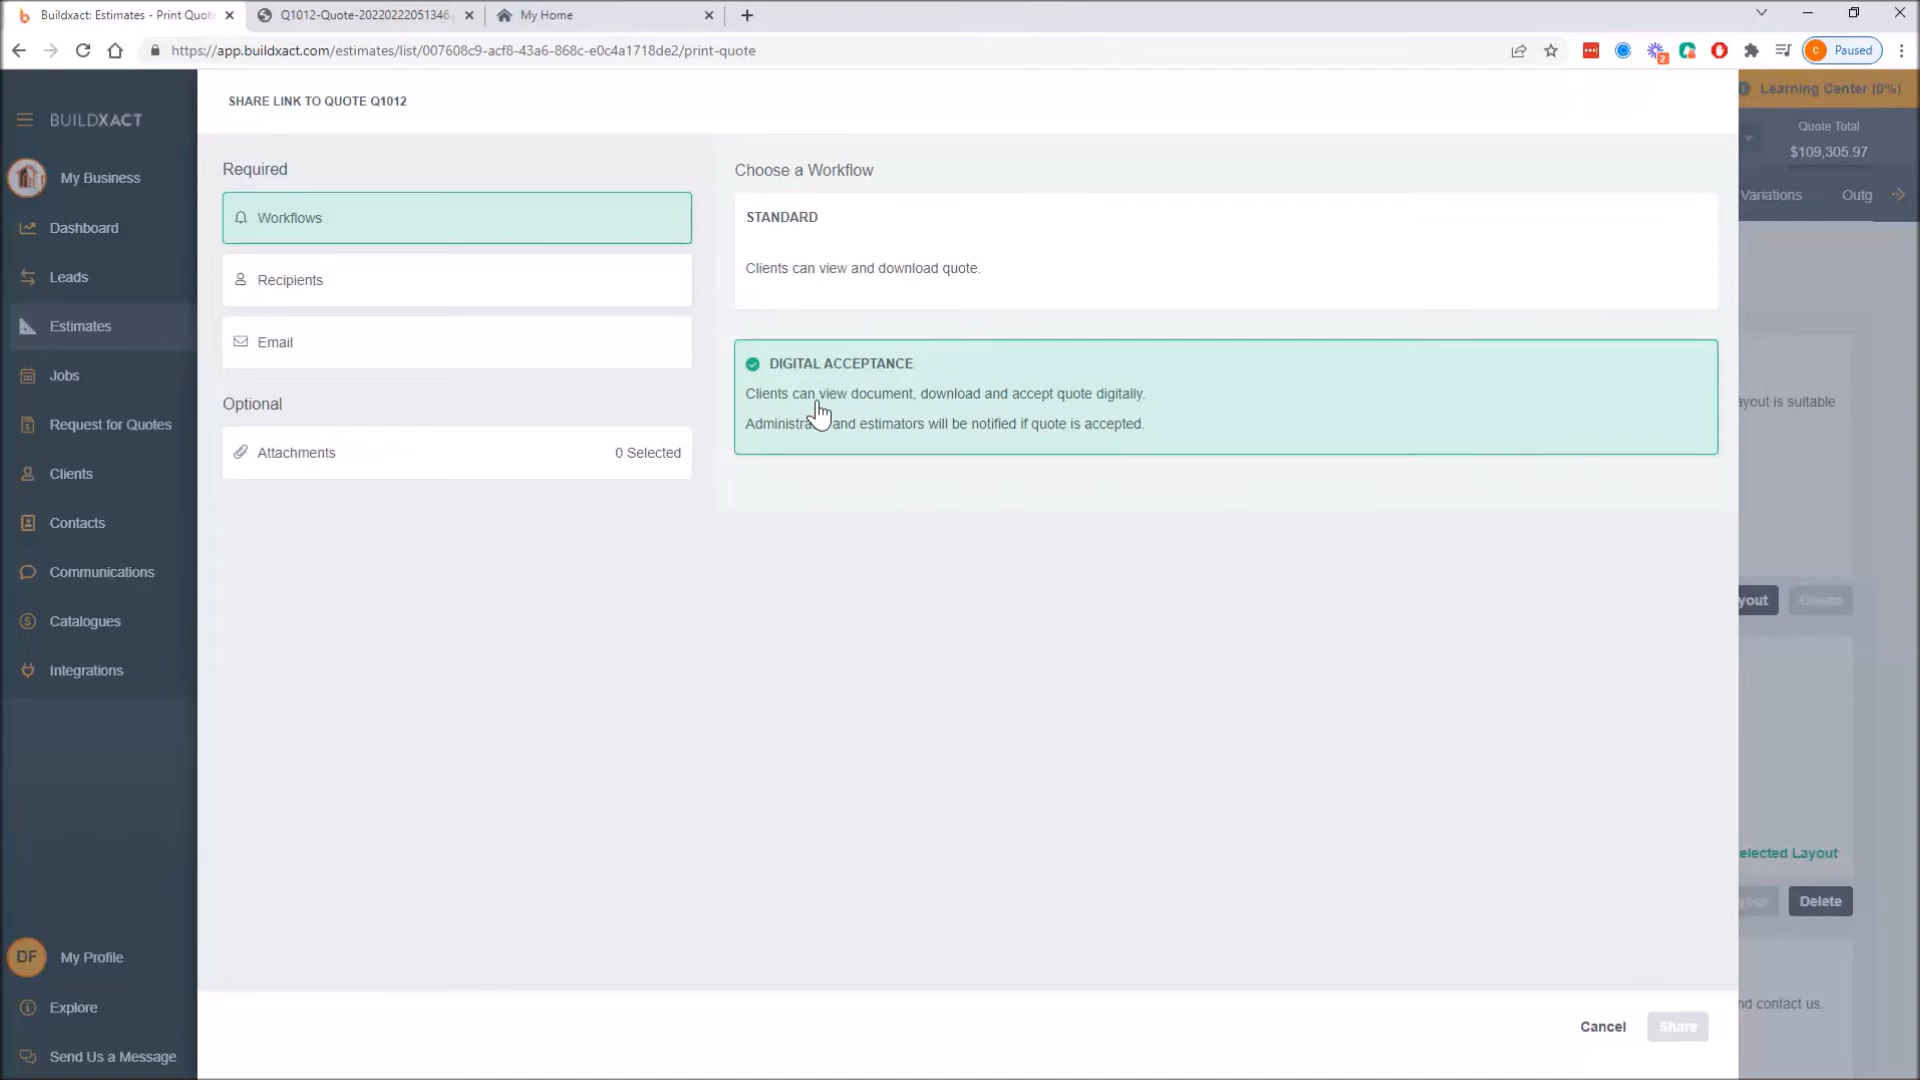 Buildxact: Estimates - Print Quot
Q1012-Quote-20220222051346
My Home
https://app.buildxact.com/estimates/list/007608c9-acf8-43a6-868c-e0c4a1718de2/print-quote
2
C
Paused
SHARE LINK TO QUOTE Q1012
Learning Center (0%)
BUILDXACT
Quote Total
$109,305.97
My Business
Required
Choose a Workflow
Variations
Outg
Dashboard
Workflows
STANDARD
Leads
Recipients
Clients can view and download quote.
Estimates
Email
DIGITAL ACCEPTANCE
Jobs
Clients can view document, download and accept quote digitally.
Optional
ayout is suitable
Request for Quotes
and estimators will be notified if quote is accepted.
Attachments
0 Selected
Clients
Contacts
Communications
yout
Catalogues
Integrations
elected Layout
Delete
DF
My Profile
Explore
nd contact us.
Cancel
Share
Send Us a Message